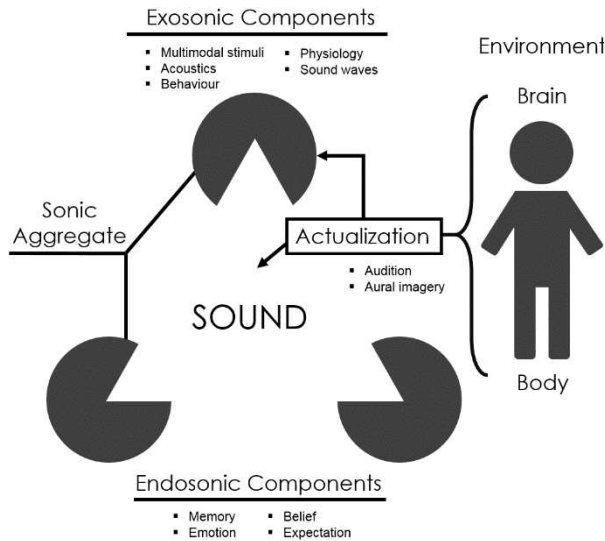 Exosonic Components
▪ Multimodal stimuli
▪ Acoustics
▪ Behaviour
▪ Physiology
▪ Sound waves
Environment
Brain
Sonic
Aggregate
Actualization
▪ Audition
▪ Aural imagery
SOUND
Body
Endosonic Components
▪ Memory
▪ Emotion
▪ Belief
▪ Expectation